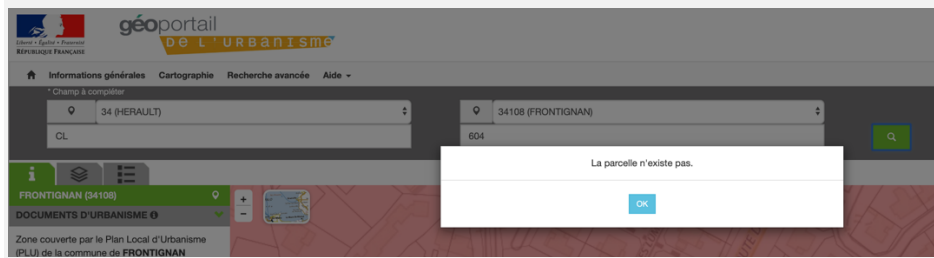 géoportail
DE L'URBANISME
Liberté • Égalité • Fraternité
RÉPUBLIQUE FRANÇAISE
Informations générales Cartographie Recherche avancée Aide
* Champ à compléter
34 (HERAULT) 34108 (FRONTIGNAN)
CL 604
La parcelle n'existe pas.
OK
FRONTIGNAN (34108)
+
DOCUMENTS D'URBANISME
−
Zone couverte par le Plan Local d'Urbanisme
(PLU) de la commune de FRONTIGNAN